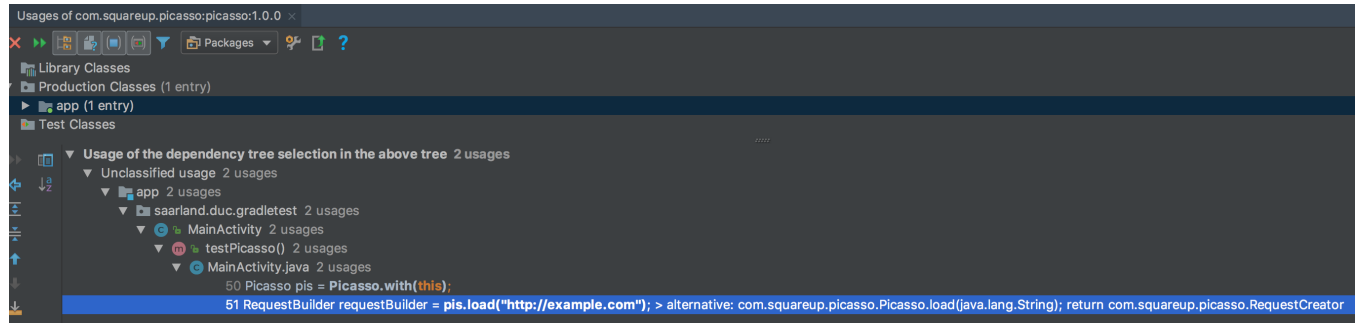 Usages of com.squareup.picasso:picasso:1.0.0
Packages
Library Classes
Production Classes (1 entry)
app (1 entry)
Test Classes
Usage of the dependency tree selection in the above tree 2 usages
Unclassified usage 2 usages
app 2 usages
saarland.duc.gradletest 2 usages
MainActivity 2 usages
testPicasso() 2 usages
MainActivity.java 2 usages
50 Picasso pis = Picasso.with(this);
51 RequestBuilder requestBuilder = pis.load("http://example.com"); > alternative: com.squareup.picasso.Picasso.load(java.lang.String); return com.squareup.picasso.RequestCreator